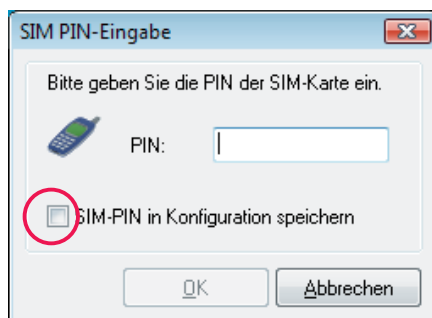 SIM PIN-Eingabe
Bitte geben Sie die PIN der SIM-Karte ein.
PIN:
SIM-PIN in Konfiguration speichern
OK
Abbrechen